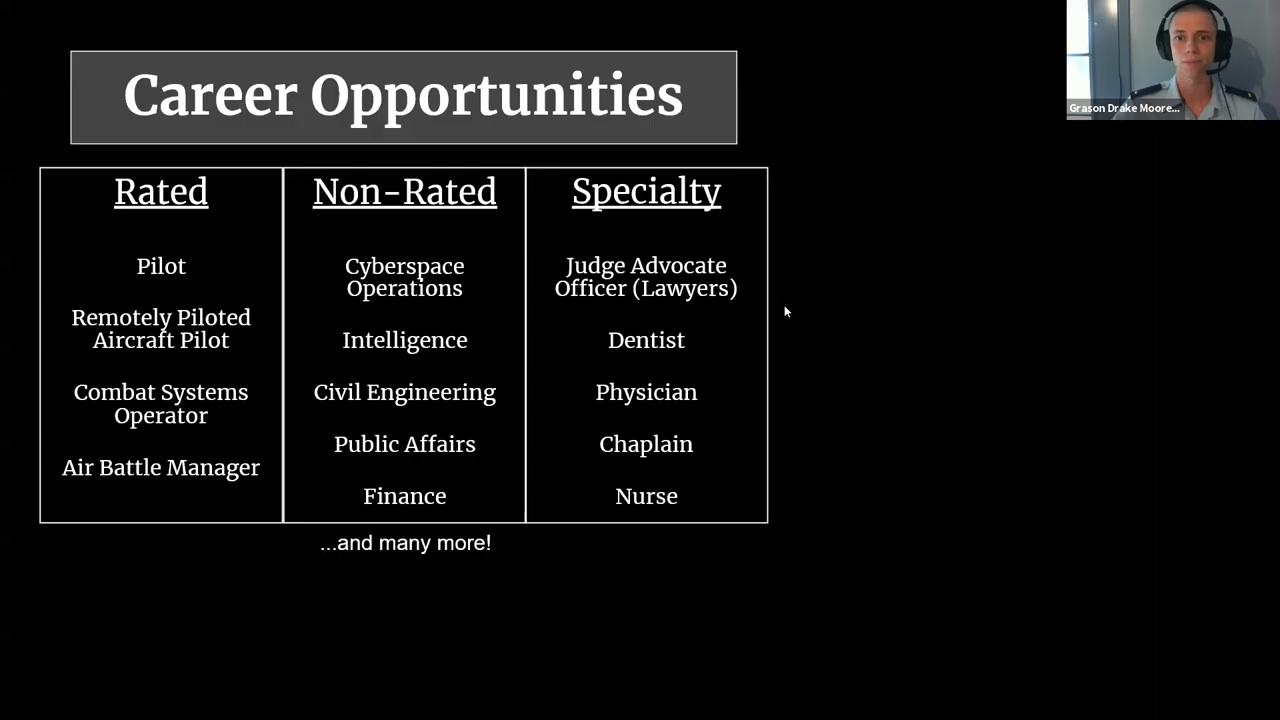 Career Opportunities
Grason Drake Moore...
Rated
Pilot
Remotely Piloted
Aircraft Pilot
Combat Systems
Operator
Air Battle Manager
Non-Rated
Cyberspace
Operations
Intelligence
Civil Engineering
Public Affairs
Finance
Specialty
Judge Advocate
Officer (Lawyers)
Dentist
Physician
Chaplain
Nurse
...and many more!